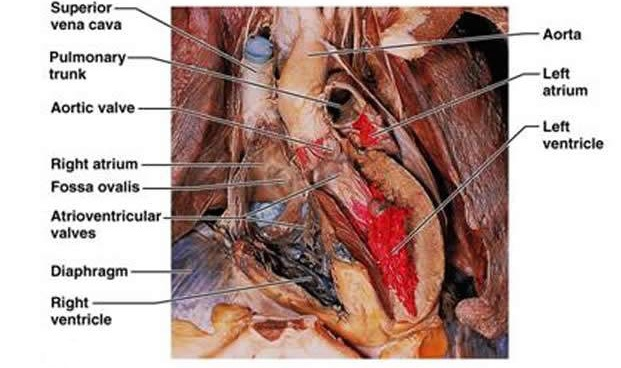 Superior
vena cava
Pulmonary
trunk
Aortic valve
Right atrium
Fossa ovalis
Atrioventricular
valves
Diaphragm
Right
ventricle
Aorta
Left
atrium
Left
ventricle